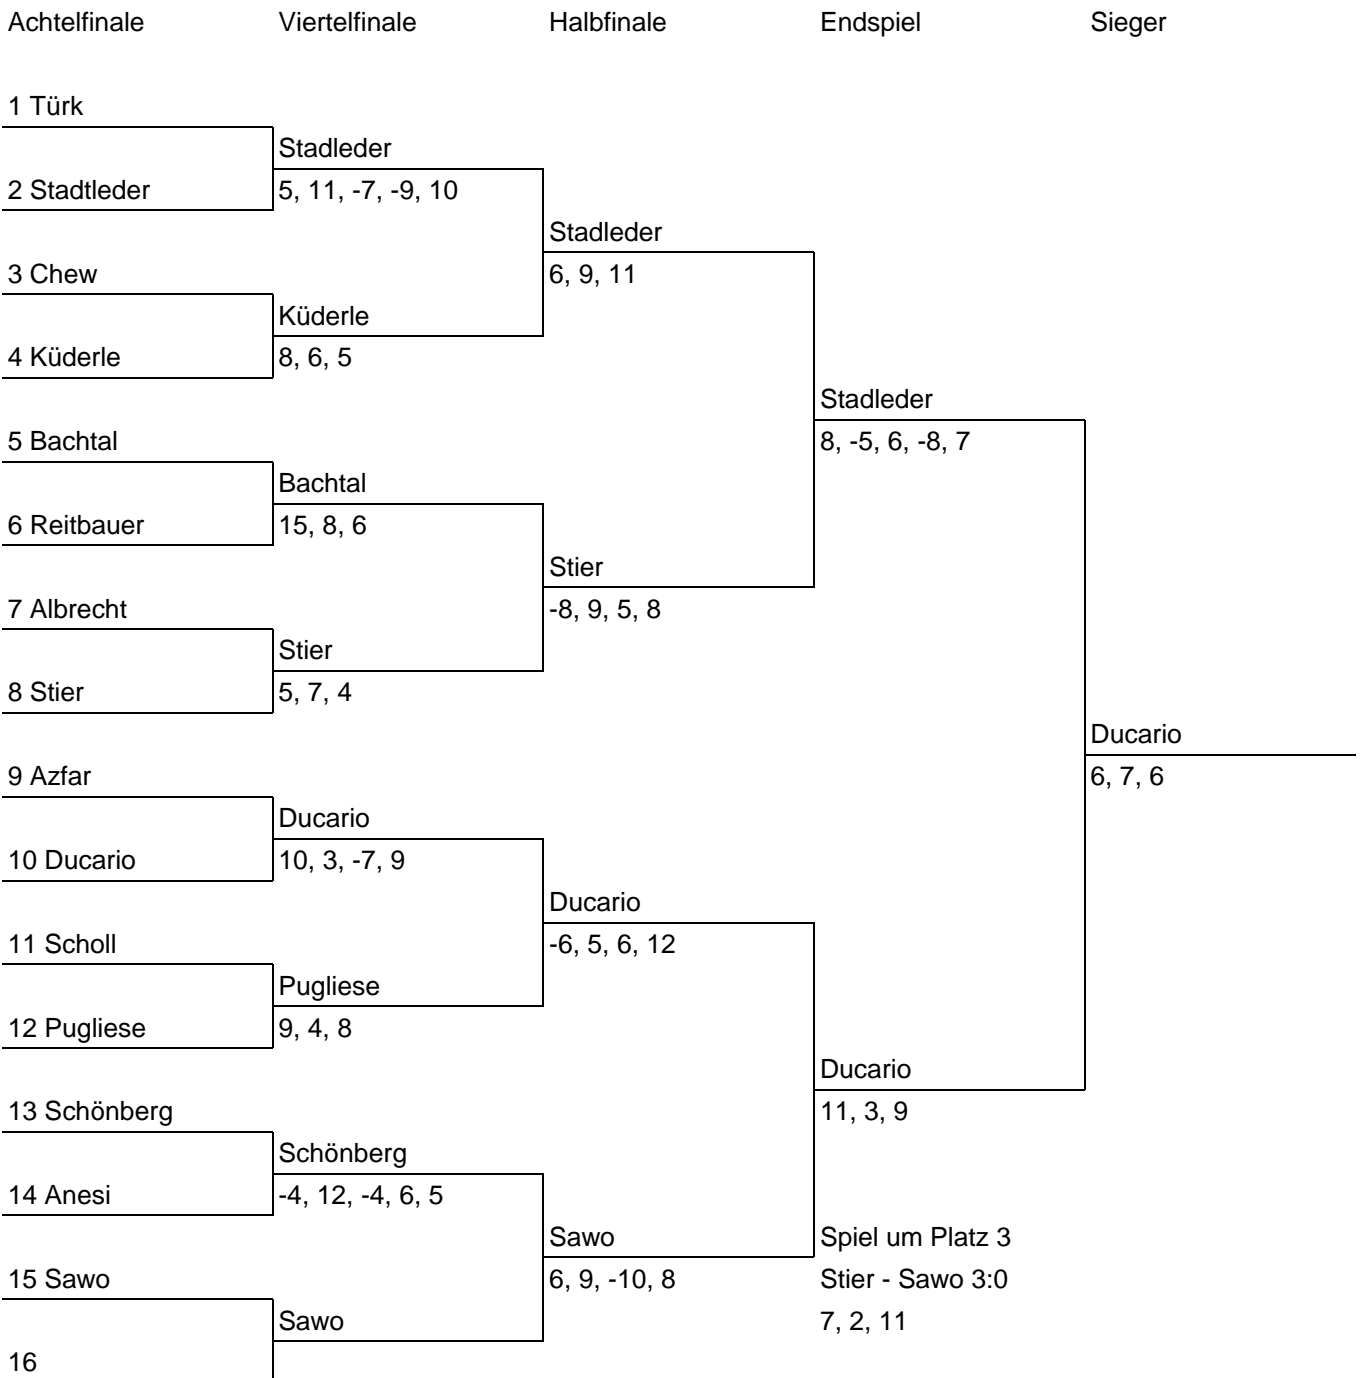 Achtelfinale Viertelfinale Halbfinale Endspiel Sieger
1 Türk
Stadleder
2 Stadtleder 5, 11, -7, -9, 10
Stadleder
3 Chew 6, 9, 11
Küderle
4 Küderle 8, 6, 5
Stadleder
5 Bachtal 8, -5, 6, -8, 7
Bachtal
6 Reitbauer 15, 8, 6
Stier
7 Albrecht -8, 9, 5, 8
Stier
8 Stier 5, 7, 4
Ducario
9 Azfar 6, 7, 6
Ducario
10 Ducario 10, 3, -7, 9
Ducario
11 Scholl -6, 5, 6, 12
Pugliese
12 Pugliese 9, 4, 8
Ducario
13 Schönberg 11, 3, 9
Schönberg
14 Anesi -4, 12, -4, 6, 5
Sawo Spiel um Platz 3
15 Sawo 6, 9, -10, 8 Stier - Sawo 3:0
Sawo 7, 2, 11
16